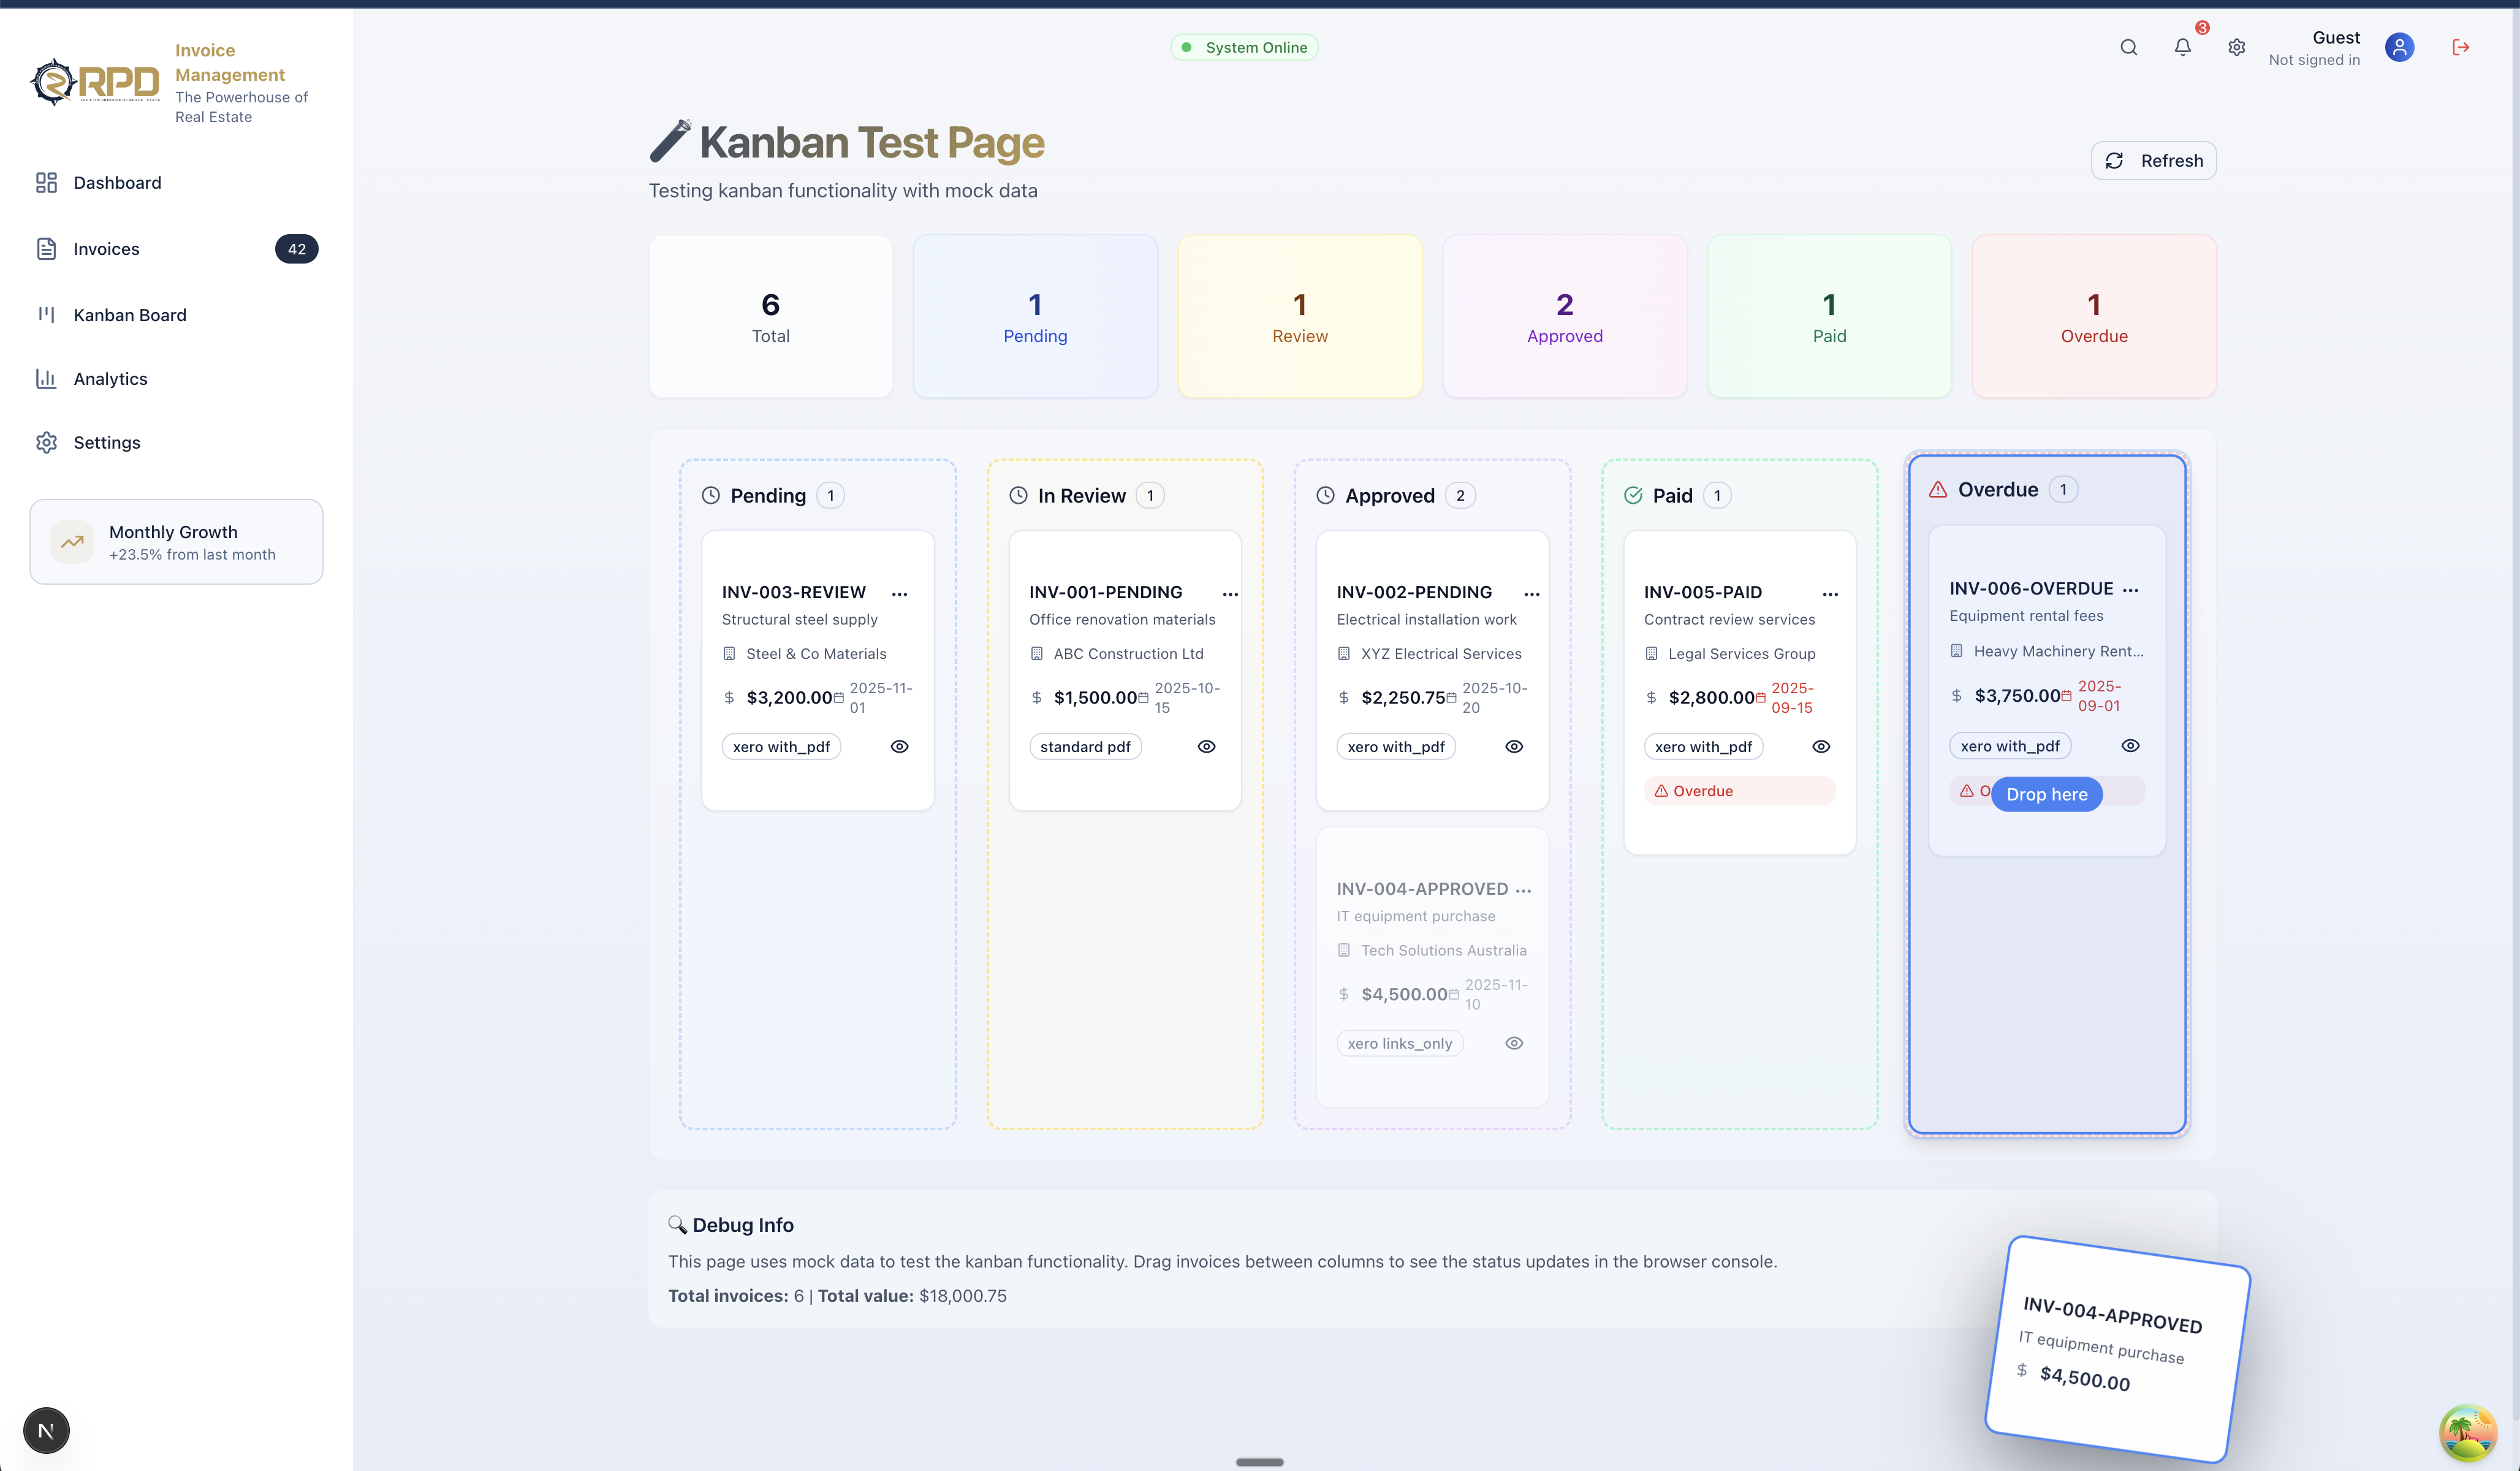 RPD
THE POWERHOUSE OF REALE STATE
Invoice
Management
The Powerhouse of
Real Estate
System Online
3
Guest
Not signed in
Dashboard
Invoices
42
Kanban Board
Analytics
Settings
Monthly Growth
+23.5% from last month
Kanban Test Page
Testing kanban functionality with mock data
Refresh
6
Total
1
Pending
1
Review
2
Approved
1
Paid
1
Overdue
Pending 1
INV-003-REVIEW ...
Structural steel supply
Steel & Co Materials
$ $3,200.00 2025-11-
01
xero with_pdf
In Review 1
INV-001-PENDING ...
Office renovation materials
ABC Construction Ltd
$ $1,500.00 2025-10-
15
standard pdf
Approved 2
INV-002-PENDING ...
Electrical installation work
XYZ Electrical Services
$ $2,250.75 2025-10-
20
xero with_pdf
INV-004-APPROVED ...
IT equipment purchase
Tech Solutions Australia
$ $4,500.00 2025-11-
10
xero links_only
Paid 1
INV-005-PAID ...
Contract review services
Legal Services Group
$ $2,800.00 2025-
09-15
xero with_pdf
Overdue
Overdue 1
INV-006-OVERDUE ...
Equipment rental fees
Heavy Machinery Rent...
$ $3,750.00 2025-
09-01
xero with_pdf
O
Drop here
Debug Info
This page uses mock data to test the kanban functionality. Drag invoices between columns to see the status updates in the browser console.
Total invoices: 6 | Total value: $18,000.75
INV-004-APPROVED
IT equipment purchase
$ $4,500.00
N